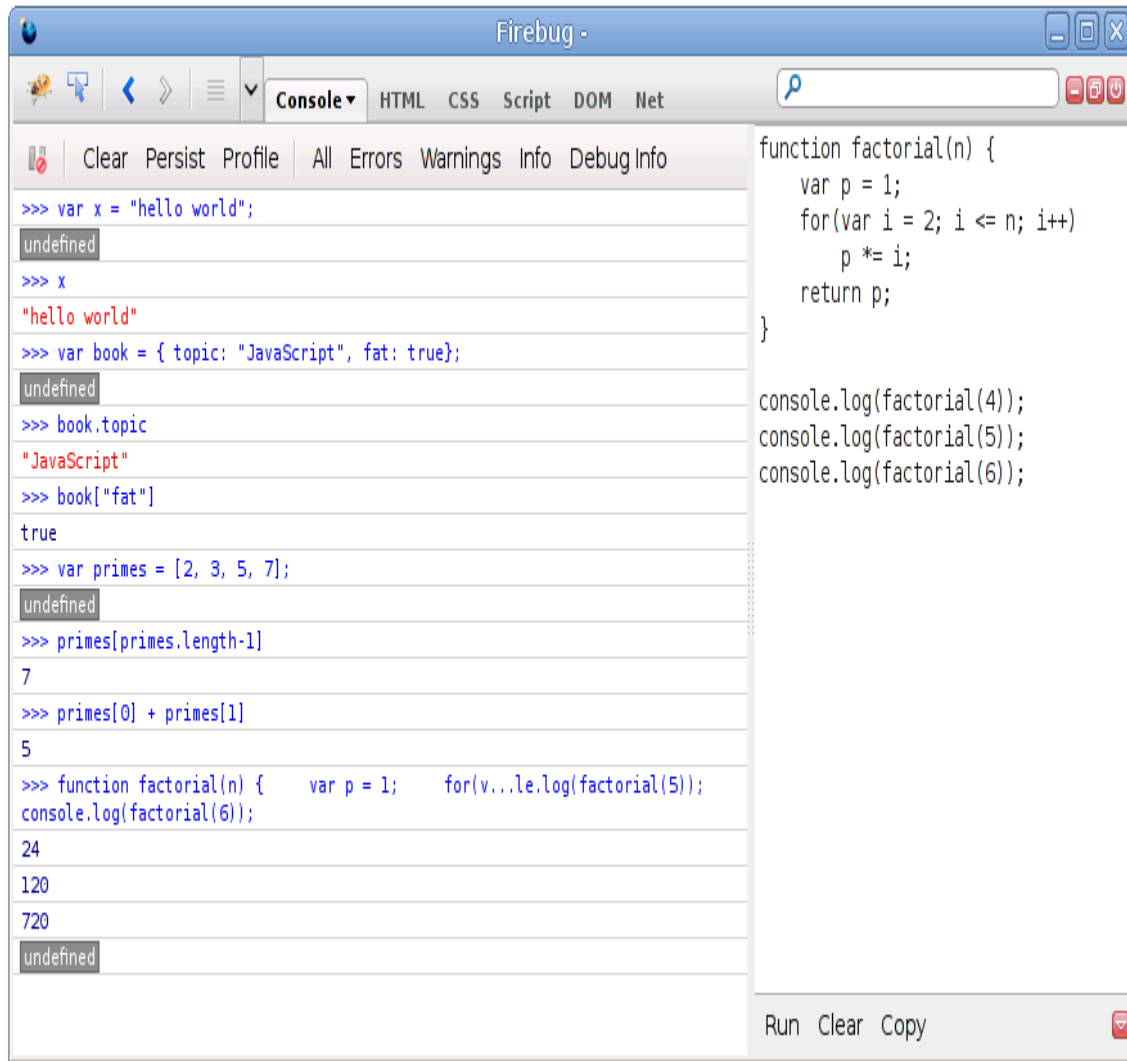 Firebug -
Console HTML CSS Script DOM Net
Clear Persist Profile All Errors Warnings Info Debug Info
>>> var x = "hello world";
undefined
>>> x
"hello world"
>>> var book = { topic: "JavaScript", fat: true};
undefined
>>> book.topic
"JavaScript"
>>> book["fat"]
true
>>> var primes = [2, 3, 5, 7];
undefined
>>> primes[primes.length-1]
7
>>> primes[0] + primes[1]
5
>>> function factorial(n) {     var p = 1;     for(v...le.log(factorial(5));
console.log(factorial(6));
24
120
720
undefined
function factorial(n) {
    var p = 1;
    for(var i = 2; i <= n; i++)
        p *= i;
    return p;
}
console.log(factorial(4));
console.log(factorial(5));
console.log(factorial(6));
Run Clear Copy